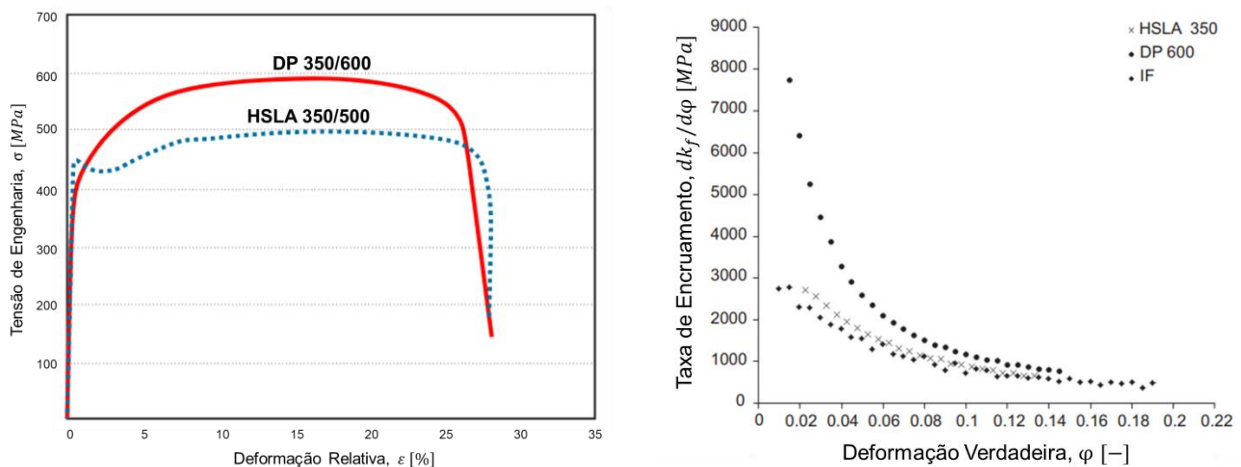 Tensão de Engenharia, σ [MPa]
700
600
500
400
300
200
100
DP 350/600
HSLA 350/500
0 5 10 15 20 25 30 35
Deformação Relativa, ε [%]
Taxa de Encruamento, dk_f/dφ [MPa]
9000
8000
7000
6000
5000
4000
3000
2000
1000
0
× HSLA 350
• DP 600
♦ IF
0.02 0.04 0.06 0.08 0.1 0.12 0.14 0.16 0.18 0.2 0.22
Deformação Verdadeira, φ [−]